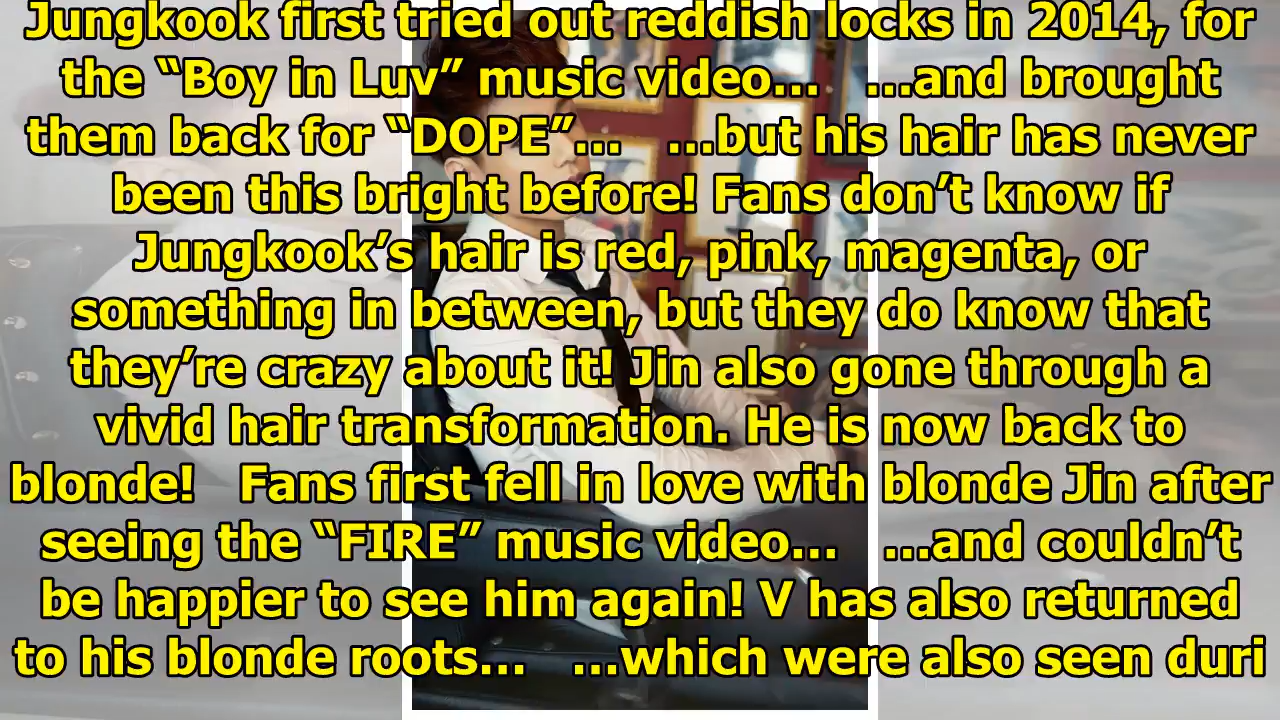 Jungkook first tried out reddish locks in 2014, for
the “Boy in Luv” music video...   ...and brought
them back for “DOPE”...   ...but his hair has never
been this bright before! Fans don’t know if
Jungkook’s hair is red, pink, magenta, or
something in between, but they do know that
they’re crazy about it! Jin also gone through a
vivid hair transformation. He is now back to
blonde!   Fans first fell in love with blonde Jin after
seeing the “FIRE” music video...   ...and couldn’t
be happier to see him again! V has also returned
to his blonde roots...   ...which were also seen duri